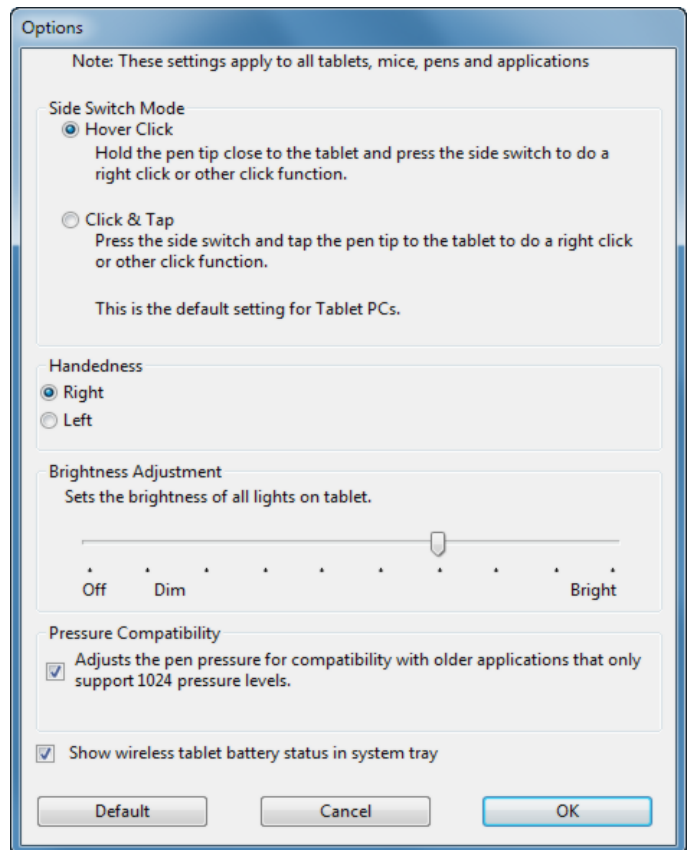 Options
Note: These settings apply to all tablets, mice, pens and applications
Side Switch Mode
Hover Click
Hold the pen tip close to the tablet and press the side switch to do a
right click or other click function.
Click & Tap
Press the side switch and tap the pen tip to the tablet to do a right click
or other click function.
This is the default setting for Tablet PCs.
Handedness
Right
Left
Brightness Adjustment
Sets the brightness of all lights on tablet.
Off Dim Bright
Pressure Compatibility
Adjusts the pen pressure for compatibility with older applications that only
support 1024 pressure levels.
Show wireless tablet battery status in system tray
Default Cancel OK